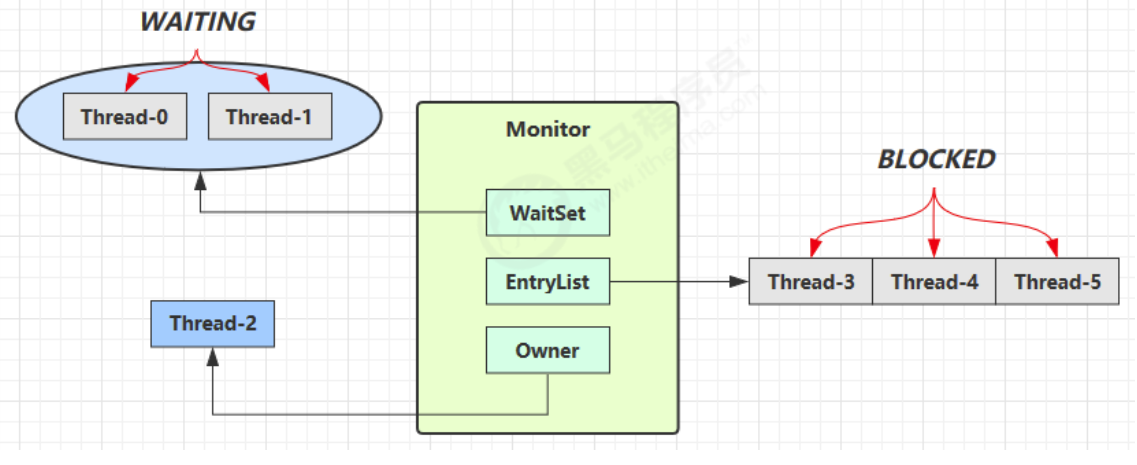 WAITING
Thread-0
Thread-1
Monitor
黑马程序员
www.itheima.com
BLOCKED
WaitSet
EntryList
Thread-3
Thread-4
Thread-5
Thread-2
Owner